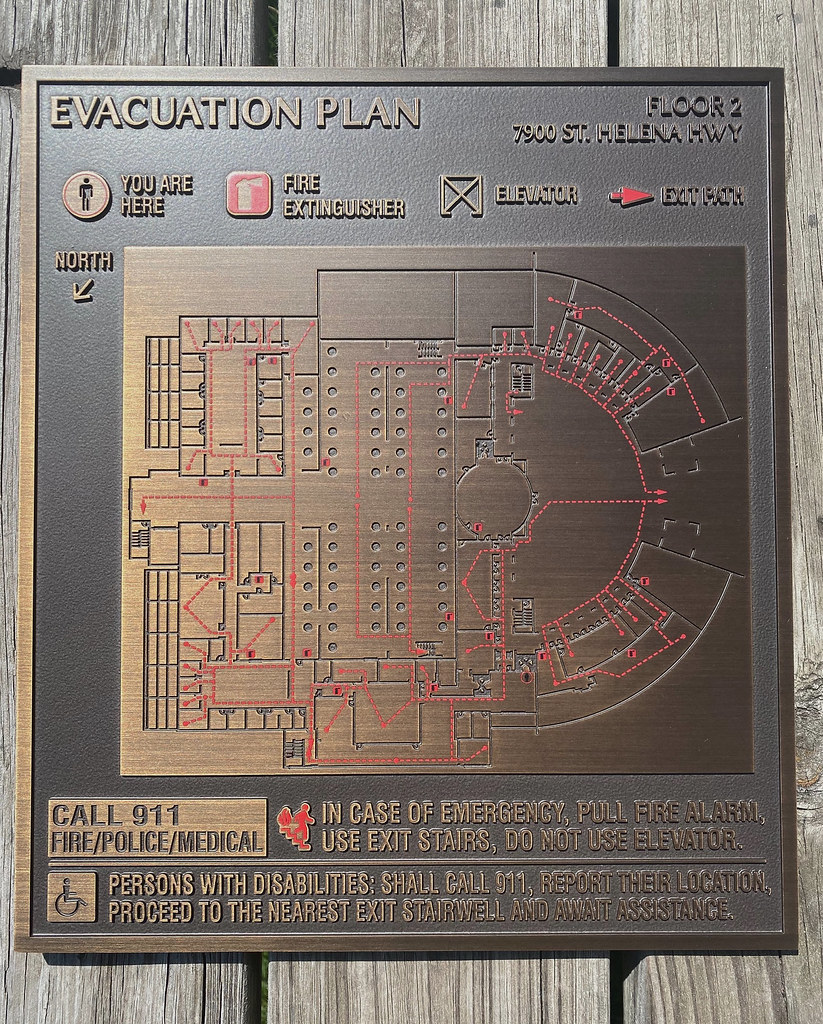 EVACUATION PLAN
FLOOR 2
7900 ST. HELENA HWY
YOU ARE
HERE
FIRE
EXTINGUISHER
ELEVATOR
EXIT PATH
NORTH
CALL 911
FIRE/POLICE/MEDICAL
IN CASE OF EMERGENCY, PULL FIRE ALARM,
USE EXIT STAIRS, DO NOT USE ELEVATOR.
PERSONS WITH DISABILITIES: SHALL CALL 911, REPORT THEIR LOCATION,
PROCEED TO THE NEAREST EXIT STAIRWELL AND AWAIT ASSISTANCE.